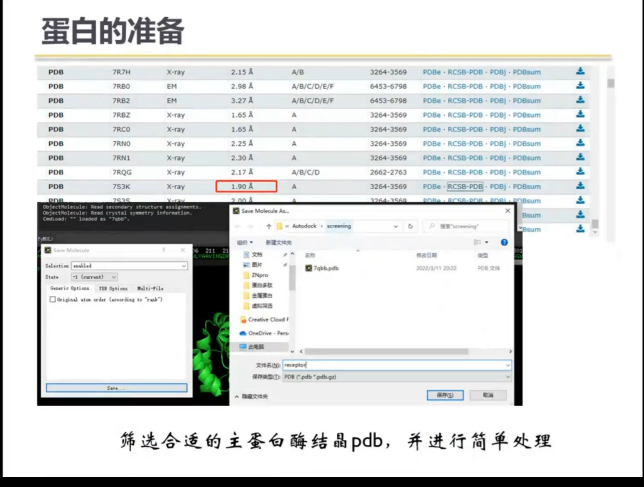 蛋白的准备
PDB 7R7H X-ray 2.15 Å A/B 3264-3569 PDBe · RCSB-PDB · PDBj · PDBsum
PDB 7RB0 EM 2.98 Å A/B/C/D/E/F 6453-6798 PDBe · RCSB-PDB · PDBj · PDBsum
PDB 7RB2 EM 3.27 Å A/B/C/D/E/F 6453-6798 PDBe · RCSB-PDB · PDBj · PDBsum
PDB 7RBZ X-ray 1.65 Å A 3264-3569 PDBe · RCSB-PDB · PDBj · PDBsum
PDB 7RC0 X-ray 1.65 Å A 3264-3569 PDBe · RCSB-PDB · PDBj · PDBsum
PDB 7RN0 X-ray 2.25 Å A 3264-3569 PDBe · RCSB-PDB · PDBj · PDBsum
PDB 7RN1 X-ray 2.30 Å A 3264-3569 PDBe · RCSB-PDB · PDBj · PDBsum
PDB 7RQG X-ray 2.17 Å A/B/C/D 2662-2763 PDBe · RCSB-PDB · PDBj · PDBsum
PDB 7S3K X-ray 1.90 Å A 3264-3569 PDBe · RCSB-PDB · PDBj · PDBsum
PDB 7S3S X-ray 2.00 Å A 3264-3569 PDBe · RCSB-PDB · PDBj · PDBsum
PDBsum
PDBsum
ObjectMolecule: Read secondary structure assignments.
ObjectMolecule: Read crystal symmetry information.
CmdLoad: "" loaded as "7qbb".
Save Molecule
Selection enabled
State -1 (current)
Generic Options PDB Options Multi-File
Original atom order (according to "rank")
Save...
Save Molecule As...
Autodock › screening
搜索"screening"
组织 新建文件夹
文档
图片
ZNpro
蛋白多肽
金属蛋白
虚拟筛选
Creative Cloud F
OneDrive - Pers
此电脑
名称 修改日期 类型
7qbb.pdb 2022/3/11 20:22 PDB 文件
文件名(N): receptor
保存类型(T): PDB (*.pdb *.pdb.gz)
隐藏文件夹 保存(S) 取消
筛选合适的主蛋白酶结晶pdb，并进行简单处理